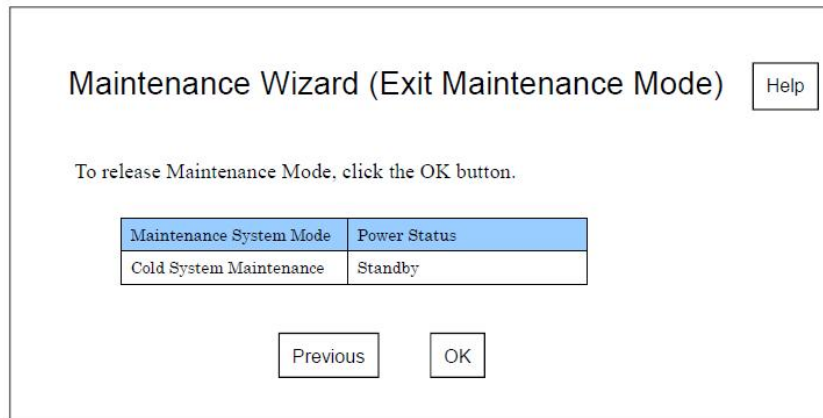 Maintenance Wizard (Exit Maintenance Mode) Help
To release Maintenance Mode, click the OK button.
Maintenance System Mode Power Status
Cold System Maintenance Standby
Previous OK